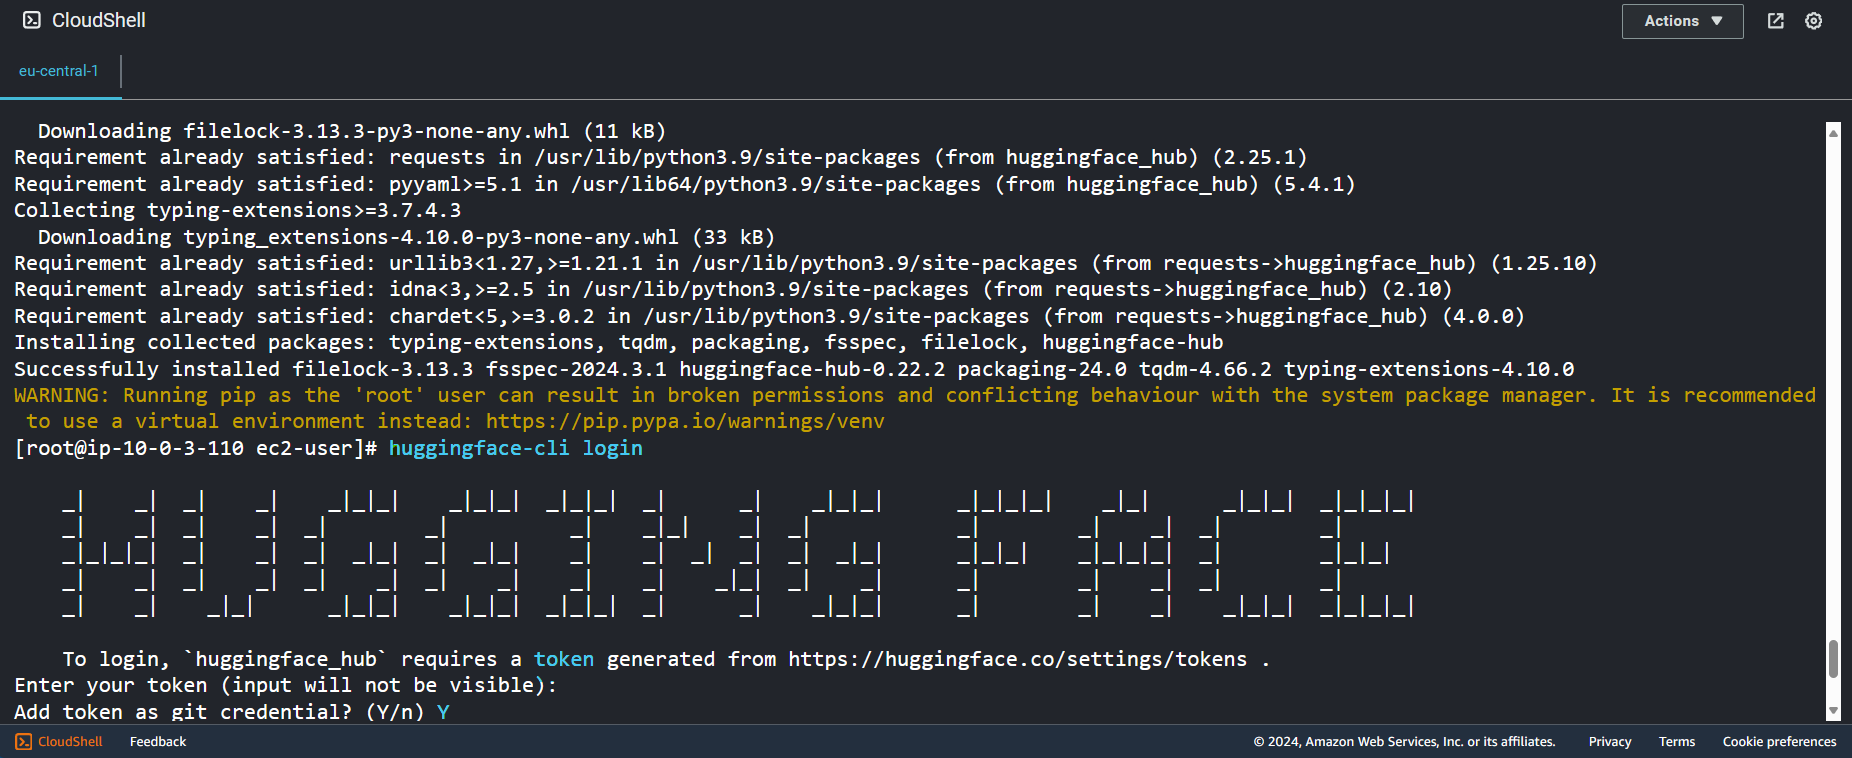 CloudShell
Actions
eu-central-1
Downloading filelock-3.13.3-py3-none-any.whl (11 kB)
Requirement already satisfied: requests in /usr/lib/python3.9/site-packages (from huggingface_hub) (2.25.1)
Requirement already satisfied: pyyaml>=5.1 in /usr/lib64/python3.9/site-packages (from huggingface_hub) (5.4.1)
Collecting typing-extensions>=3.7.4.3
Downloading typing_extensions-4.10.0-py3-none-any.whl (33 kB)
Requirement already satisfied: urllib3<1.27,>=1.21.1 in /usr/lib/python3.9/site-packages (from requests->huggingface_hub) (1.25.10)
Requirement already satisfied: idna<3,>=2.5 in /usr/lib/python3.9/site-packages (from requests->huggingface_hub) (2.10)
Requirement already satisfied: chardet<5,>=3.0.2 in /usr/lib/python3.9/site-packages (from requests->huggingface_hub) (4.0.0)
Installing collected packages: typing-extensions, tqdm, packaging, fsspec, filelock, huggingface-hub
Successfully installed filelock-3.13.3 fsspec-2024.3.1 huggingface-hub-0.22.2 packaging-24.0 tqdm-4.66.2 typing-extensions-4.10.0
WARNING: Running pip as the 'root' user can result in broken permissions and conflicting behaviour with the system package manager. It is recommended
to use a virtual environment instead: https://pip.pypa.io/warnings/venv
[root@ip-10-0-3-110 ec2-user]# huggingface-cli login
HUGGING FACE
To login, `huggingface_hub` requires a token generated from https://huggingface.co/settings/tokens .
Enter your token (input will not be visible):
Add token as git credential? (Y/n) Y
CloudShell Feedback © 2024, Amazon Web Services, Inc. or its affiliates. Privacy Terms Cookie preferences